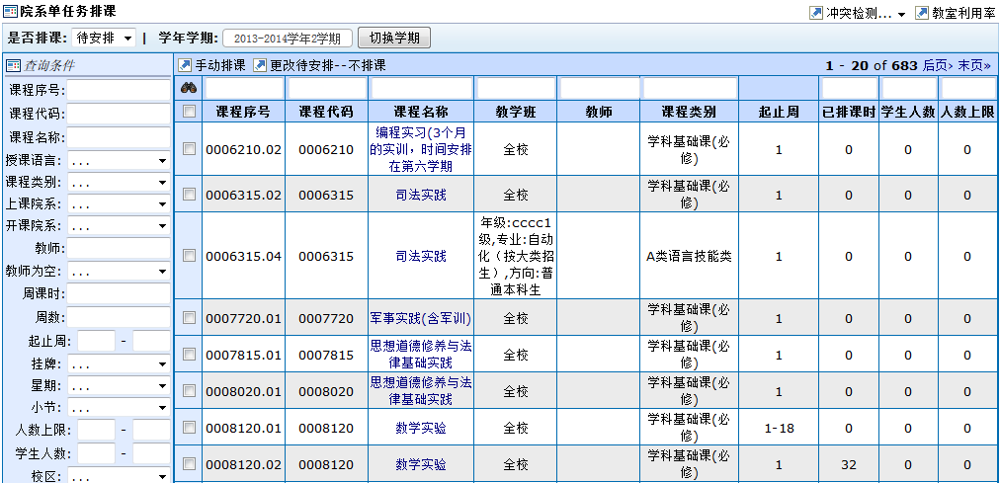 院系单任务排课 冲突检测... 教室利用率
是否排课: 待安排 | 学年学期: 2013-2014学年2学期 切换学期
查询条件
课程序号:
课程代码:
课程名称:
授课语言: ...
课程类别: ...
上课院系: ...
开课院系: ...
教师:
教师为空: ...
周课时:
周数:
起止周: -
挂牌: ...
星期: ...
小节: ...
人数上限: -
学生人数: -
校区: ...
手动排课 更改待安排--不排课 1 - 20 of 683 后页› 末页»
课程序号 课程代码 课程名称 教学班 教师 课程类别 起止周 已排课时 学生人数 人数上限
0006210.02 0006210 编程实习(3个月
的实训，时间安排
在第六学期 全校 学科基础课(必
修) 1 0 0 0
0006315.02 0006315 司法实践 全校 学科基础课(必
修) 1 0 0 0
0006315.04 0006315 司法实践 年级:cccc1
级,专业:自动
化（按大类招
生）,方向:普
通本科生 A类语言技能类 1 0 0 0
0007720.01 0007720 军事实践(含军训) 全校 学科基础课(必
修) 1 0 0 0
0007815.01 0007815 思想道德修养与法
律基础实践 全校 学科基础课(必
修) 1 0 0 0
0008020.01 0008020 思想道德修养与法
律基础实践 全校 学科基础课(必
修) 1 0 0 0
0008120.01 0008120 数学实验 全校 学科基础课(必
修) 1-18 0 0 0
0008120.02 0008120 数学实验 全校 学科基础课(必
修) 1 32 0 0